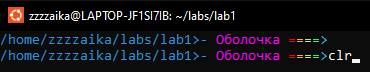 zzzzaika@LAPTOP-JF1SI7IB: ~/labs/lab1
/home/zzzzaika/labs/lab1>- Оболочка ====>
/home/zzzzaika/labs/lab1>- Оболочка ====>clr